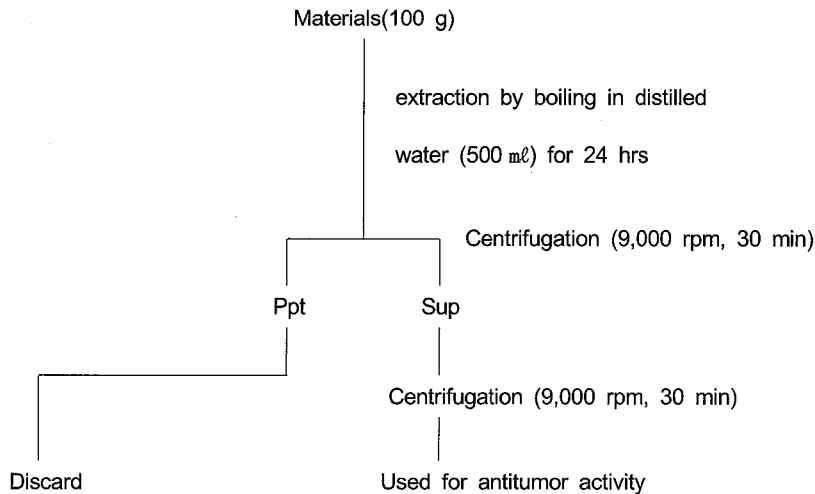 Materials(100 g)
extraction by boiling in distilled
water (500 ㎖) for 24 hrs
Centrifugation (9,000 rpm, 30 min)
Ppt
Sup
Centrifugation (9,000 rpm, 30 min)
Discard
Used for antitumor activity